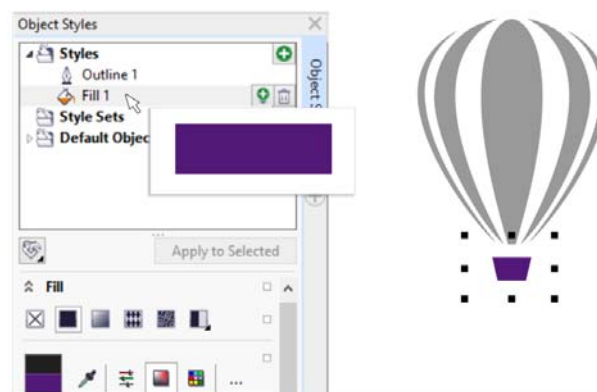 Object Styles
Styles
Outline 1
Fill 1
Style Sets
Default Objec
Object S
Apply to Selected
Fill